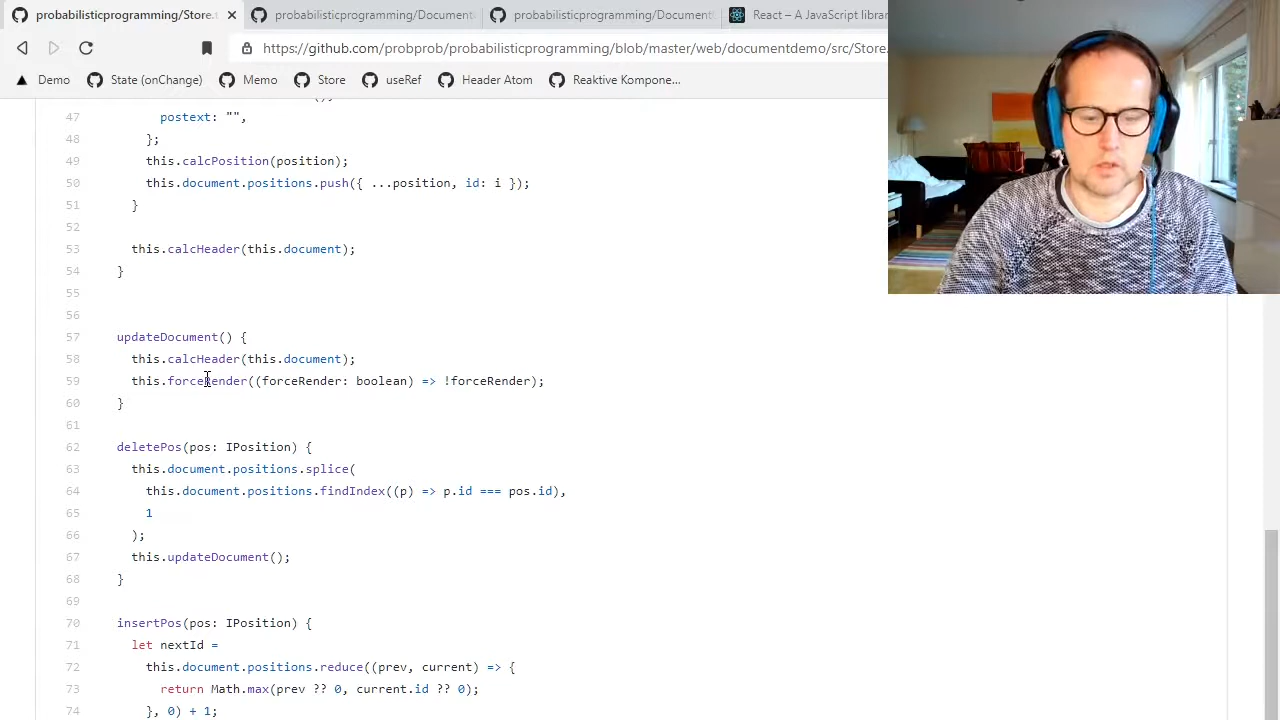 probabilisticprogramming/Store.t
probabilisticprogramming/Document
probabilisticprogramming/Document
React – A JavaScript librar
https://github.com/probprob/probabilisticprogramming/blob/master/web/documentdemo/src/Store.
Demo
State (onChange)
Memo
Store
useRef
Header Atom
Reaktive Kompone...
47 postext: "",
48 };
49 this.calcPosition(position);
50 this.document.positions.push({ ...position, id: i });
51 }
52
53 this.calcHeader(this.document);
54 }
55
56
57 updateDocument() {
58 this.calcHeader(this.document);
59 this.forceRender((forceRender: boolean) => !forceRender);
60 }
61
62 deletePos(pos: IPosition) {
63 this.document.positions.splice(
64 this.document.positions.findIndex((p) => p.id === pos.id),
65 1
66 );
67 this.updateDocument();
68 }
69
70 insertPos(pos: IPosition) {
71 let nextId =
72 this.document.positions.reduce((prev, current) => {
73 return Math.max(prev ?? 0, current.id ?? 0);
74 }, 0) + 1;